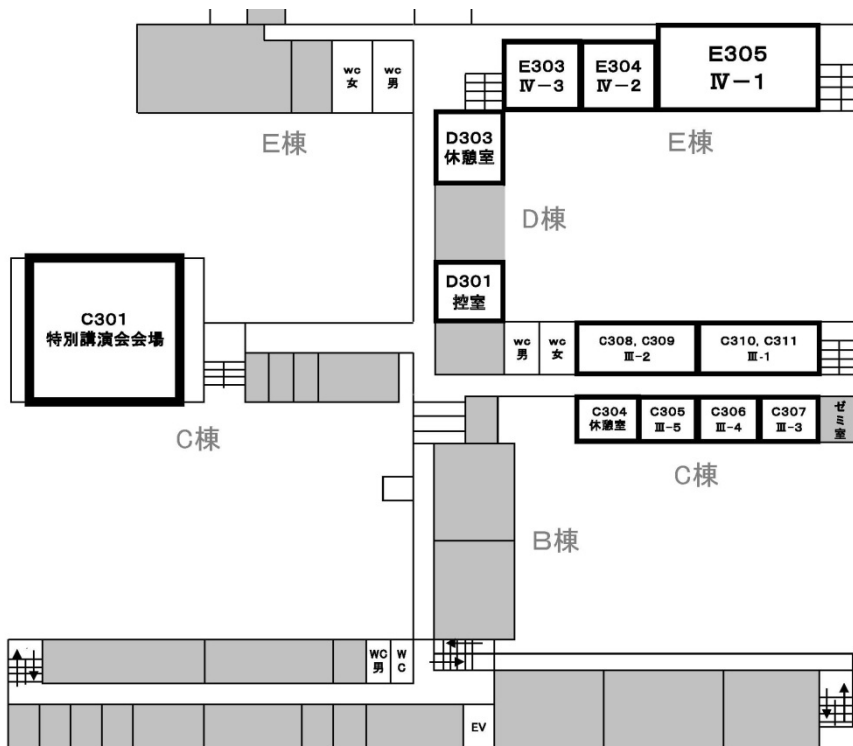 E305
Ⅳ－1
E303
Ⅳ－3
E304
Ⅳ－2
wc
女
wc
男
E棟
E棟
D303
休憩室
D棟
D301
控室
C301
特別講演会会場
wc
男
wc
女
C308, C309
Ⅲ－2
C310, C311
Ⅲ-1
C304
休憩室
C305
Ⅲ－5
C306
Ⅲ－4
C307
Ⅲ－3
ゼミ室
C棟
C棟
B棟
WC
男
W
C
EV